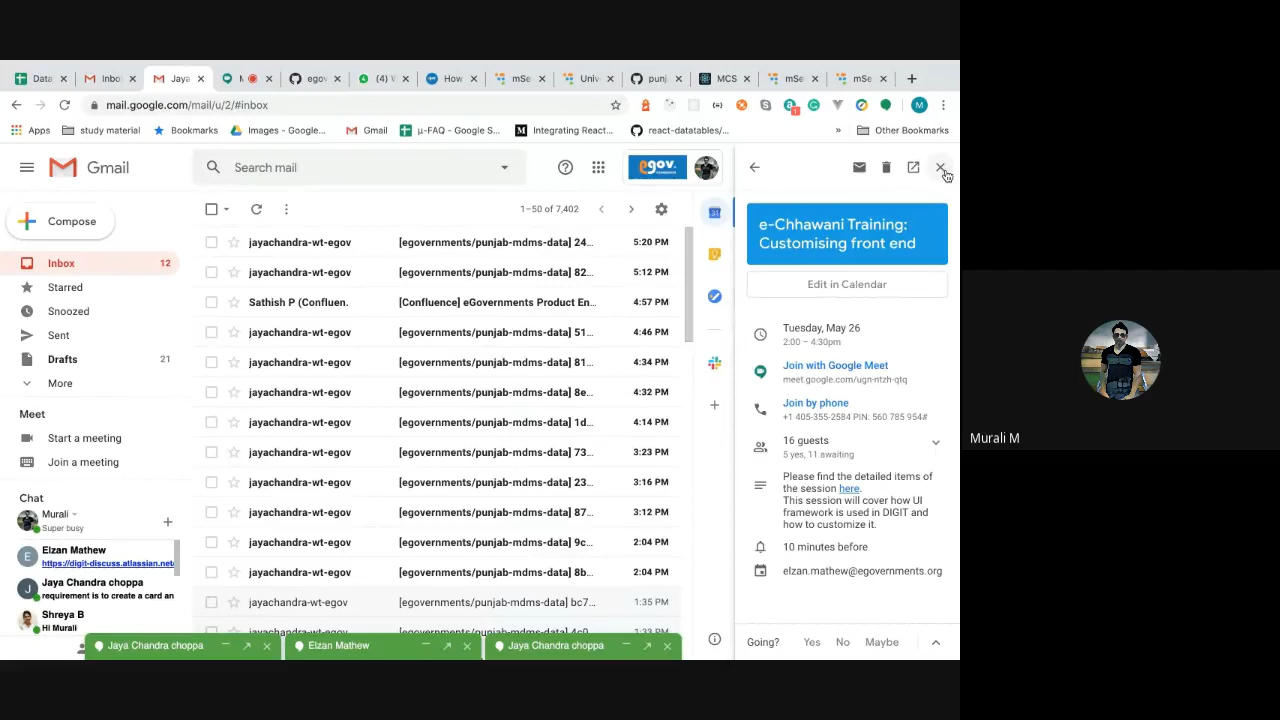 Data
Inbo
Jaya
M
egov
(4) V
How
mSe
Univ
punj
MCS
mSe
mSe
mail.google.com/mail/u/2/#inbox
M
Apps
study material
Bookmarks
Images - Google...
Gmail
µ-FAQ - Google S...
Integrating React...
react-datatables/...
»
Other Bookmarks
Gmail
Search mail
egov.
Compose
1–50 of 7,402
Inbox 12
Starred
Snoozed
Sent
Drafts 21
More
Meet
Start a meeting
Join a meeting
Chat
Murali
Super busy
Elzan Mathew
https://digit-discuss.atlassian.net/
Jaya Chandra choppa
requirement is to create a card an
Shreya B
Hi Murali
jayachandra-wt-egov [egovernments/punjab-mdms-data] 24... 5:20 PM
jayachandra-wt-egov [egovernments/punjab-mdms-data] 82... 5:12 PM
Sathish P (Confluen. [Confluence] eGovernments Product En... 4:57 PM
jayachandra-wt-egov [egovernments/punjab-mdms-data] 51... 4:46 PM
jayachandra-wt-egov [egovernments/punjab-mdms-data] 81... 4:34 PM
jayachandra-wt-egov [egovernments/punjab-mdms-data] 8e... 4:32 PM
jayachandra-wt-egov [egovernments/punjab-mdms-data] 1d... 4:14 PM
jayachandra-wt-egov [egovernments/punjab-mdms-data] 73... 3:23 PM
jayachandra-wt-egov [egovernments/punjab-mdms-data] 23... 3:16 PM
jayachandra-wt-egov [egovernments/punjab-mdms-data] 87... 3:12 PM
jayachandra-wt-egov [egovernments/punjab-mdms-data] 9c... 2:04 PM
jayachandra-wt-egov [egovernments/punjab-mdms-data] 8b... 2:04 PM
jayachandra-wt-egov [egovernments/punjab-mdms-data] bc7... 1:35 PM
jayachandra-wt-egov [egovernments/punjab-mdms-data] 4c0... 1:33 PM
Jaya Chandra choppa
Elzan Mathew
Jaya Chandra choppa
e-Chhawani Training:
Customising front end
Edit in Calendar
Tuesday, May 26
2:00 – 4:30pm
Join with Google Meet
meet.google.com/ugn-ntzh-qtq
Join by phone
+1 405-355-2584 PIN: 560 785 954#
16 guests
5 yes, 11 awaiting
Please find the detailed items of
the session here.
This session will cover how UI
framework is used in DIGIT and
how to customize it.
10 minutes before
elzan.mathew@egovernments.org
Going? Yes No Maybe
Murali M